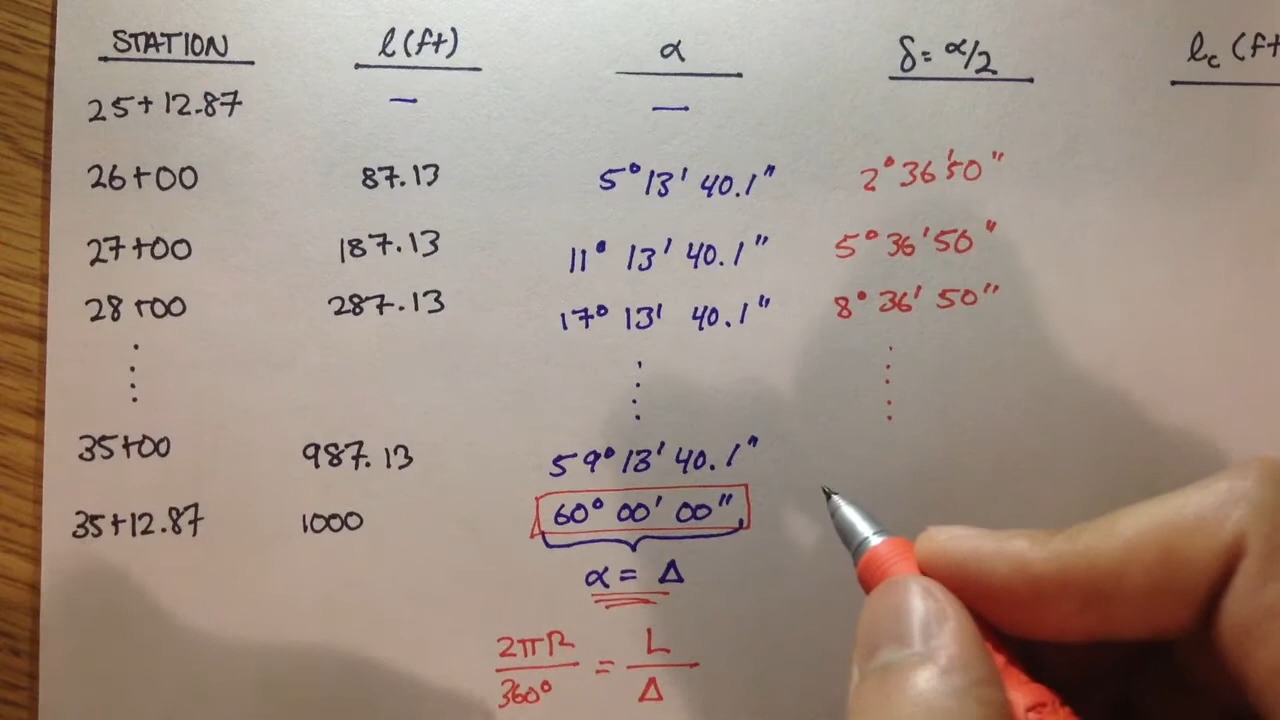 STATION l (ft) α δ = α/2 lc (ft
25+12.87 — —
26+00 87.13 5° 13' 40.1" 2° 36' 50"
27+00 187.13 11° 13' 40.1" 5° 36' 50"
28+00 287.13 17° 13' 40.1" 8° 36' 50"
35+00 987.13 59° 13' 40.1"
35+12.87 1000 60° 00' 00"
α = Δ
2πR / 360° = L / Δ